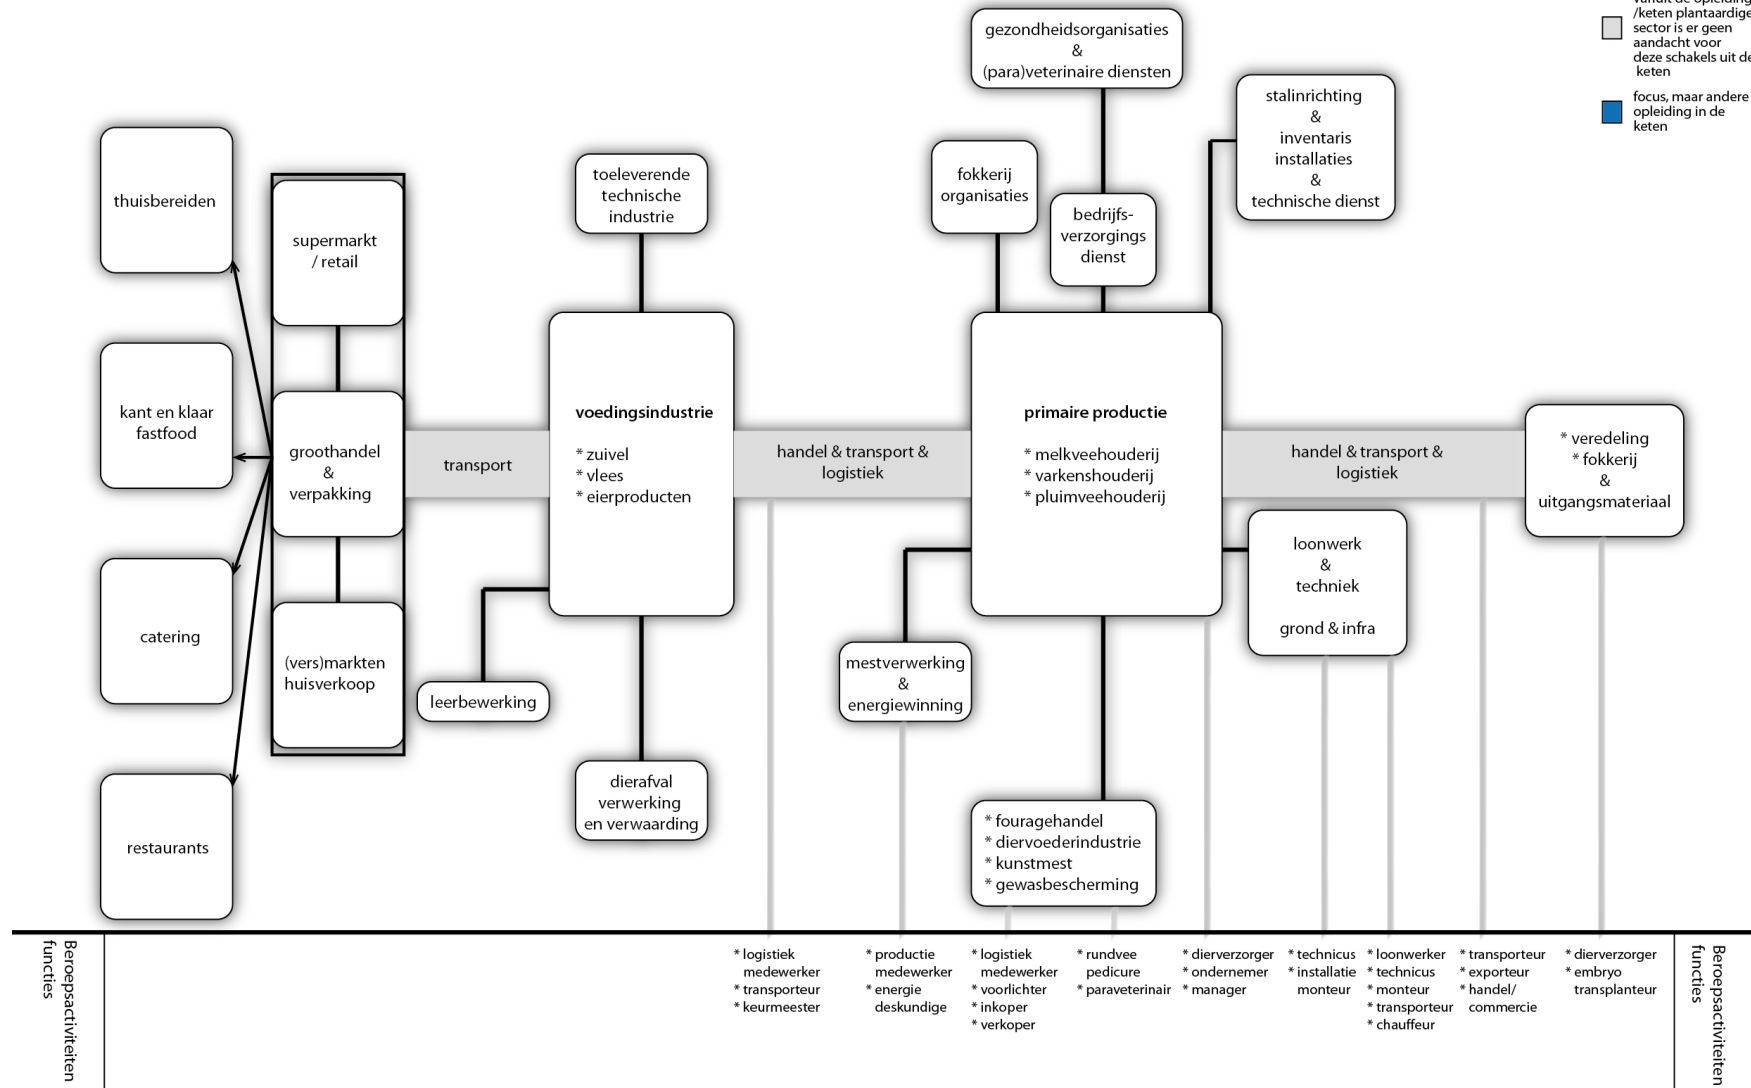 gezondheidsorganisaties
&
(para)veterinaire diensten
/keten plantaardige
sector is er geen
aandacht voor
deze schakels uit de
keten
focus, maar andere
opleiding in de
keten
stalinrichting
&
inventaris
installaties
&
technische dienst
fokkerij
organisaties
bedrijfs-
verzorgings
dienst
toeleverende
technische
industrie
thuisbereiden
supermarkt
/ retail
kant en klaar
fastfood
groothandel
&
verpakking
transport
voedingsindustrie
* zuivel
* vlees
* eierproducten
handel & transport &
logistiek
primaire productie
* melkveehouderij
* varkenshouderij
* pluimveehouderij
handel & transport &
logistiek
* veredeling
* fokkerij
&
uitgangsmateriaal
loonwerk
&
techniek
grond & infra
catering
(vers)markten
huisverkoop
leerbewerking
mestverwerking
&
energiewinning
dierafval
verwerking
en verwaarding
restaurants
* fouragehandel
* diervoederindustrie
* kunstmest
* gewasbescherming
Beroepsactiviteiten
functies
* logistiek
medewerker
* transporteur
* keurmeester
* productie
medewerker
* energie
deskundige
* logistiek
medewerker
* voorlichter
* inkoper
* verkoper
* rundvee
pedicure
* paraveterinair
* dierverzorger
* ondernemer
* manager
* technicus
* installatie
monteur
* loonwerker
* technicus
* monteur
* transporteur
* chauffeur
* transporteur
* exporteur
* handel/
commercie
* dierverzorger
* embryo
transplanteur
Beroepsactiviteiten
functies